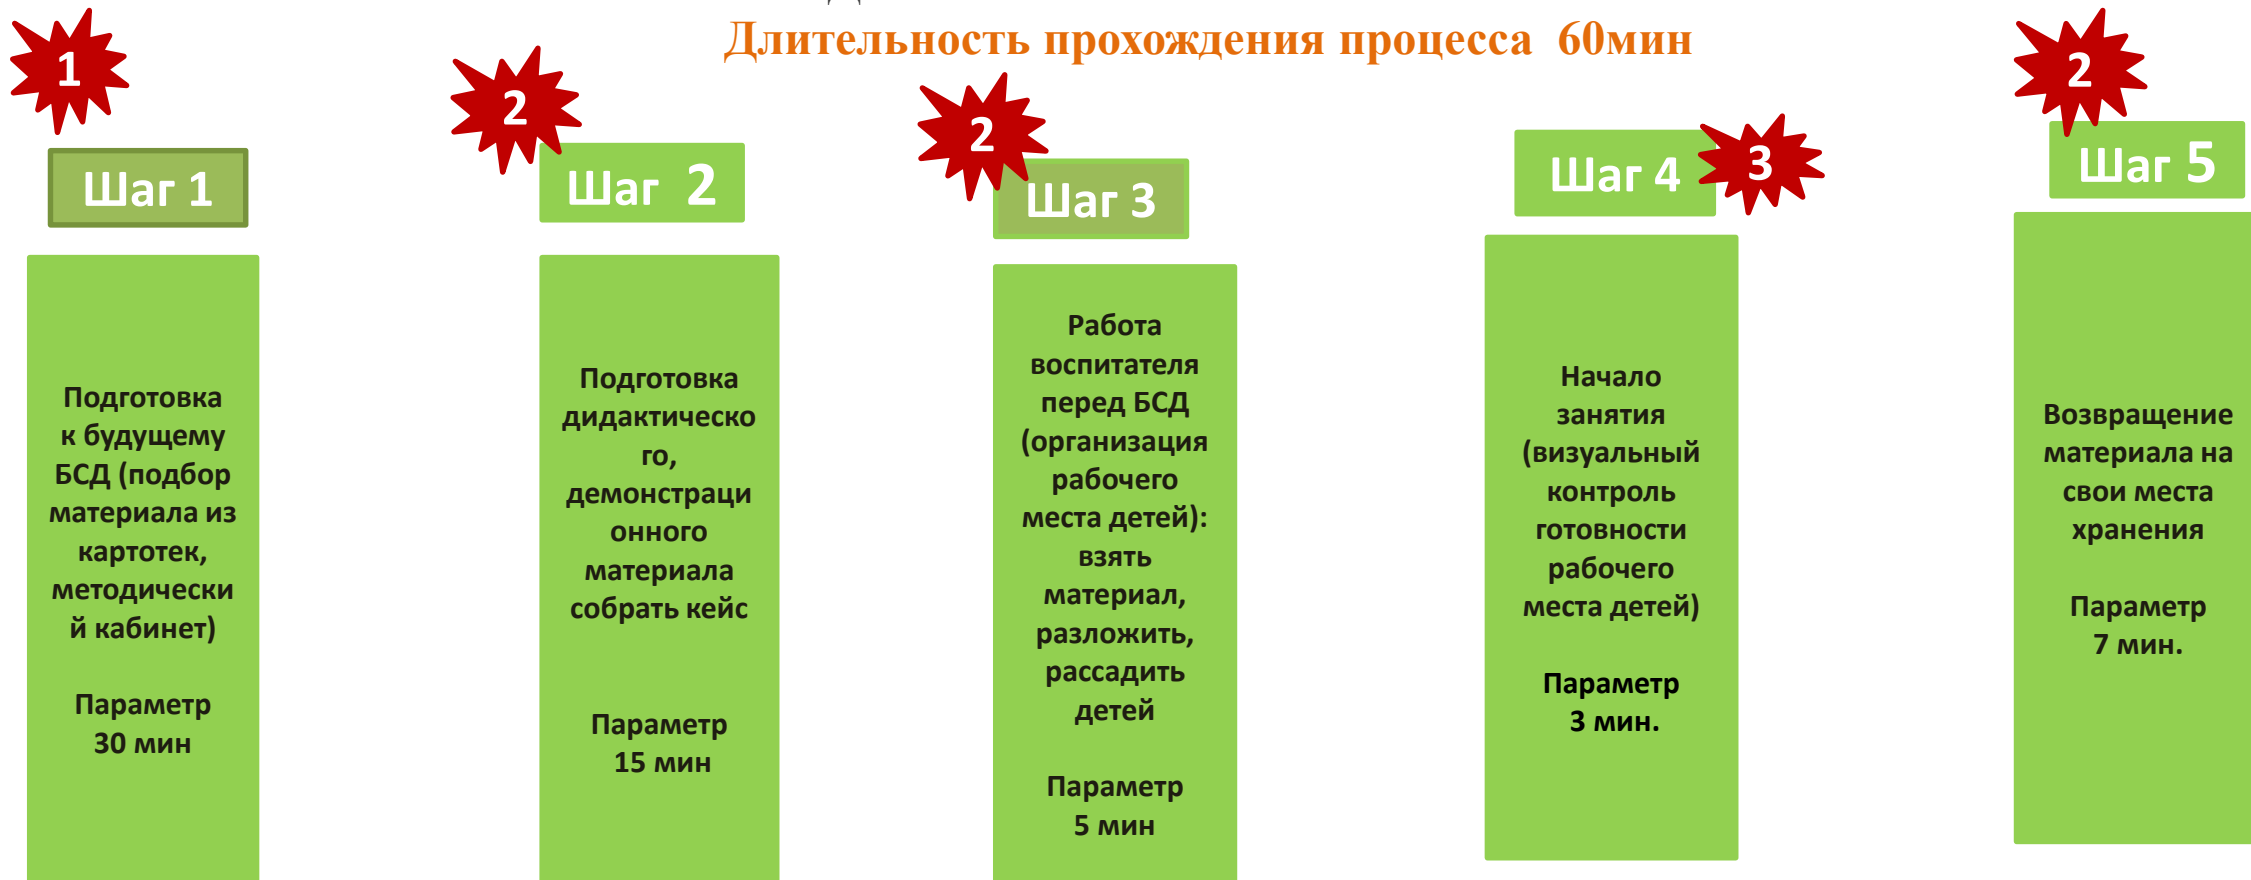 Длительность прохождения процесса 60мин
1
Шаг 1
Подготовка
к будущему
БСД (подбор
материала из
картотек,
методически
й кабинет)
Параметр
30 мин
2
Шаг 2
Подготовка
дидактическо
го,
демонстраци
онного
материала
собрать кейс
Параметр
15 мин
2
Шаг 3
Работа
воспитателя
перед БСД
(организация
рабочего
места детей):
взять
материал,
разложить,
рассадить
детей
Параметр
5 мин
Шаг 4
3
Начало
занятия
(визуальный
контроль
готовности
рабочего
места детей)
Параметр
3 мин.
2
Шаг 5
Возвращение
материала на
свои места
хранения
Параметр
7 мин.